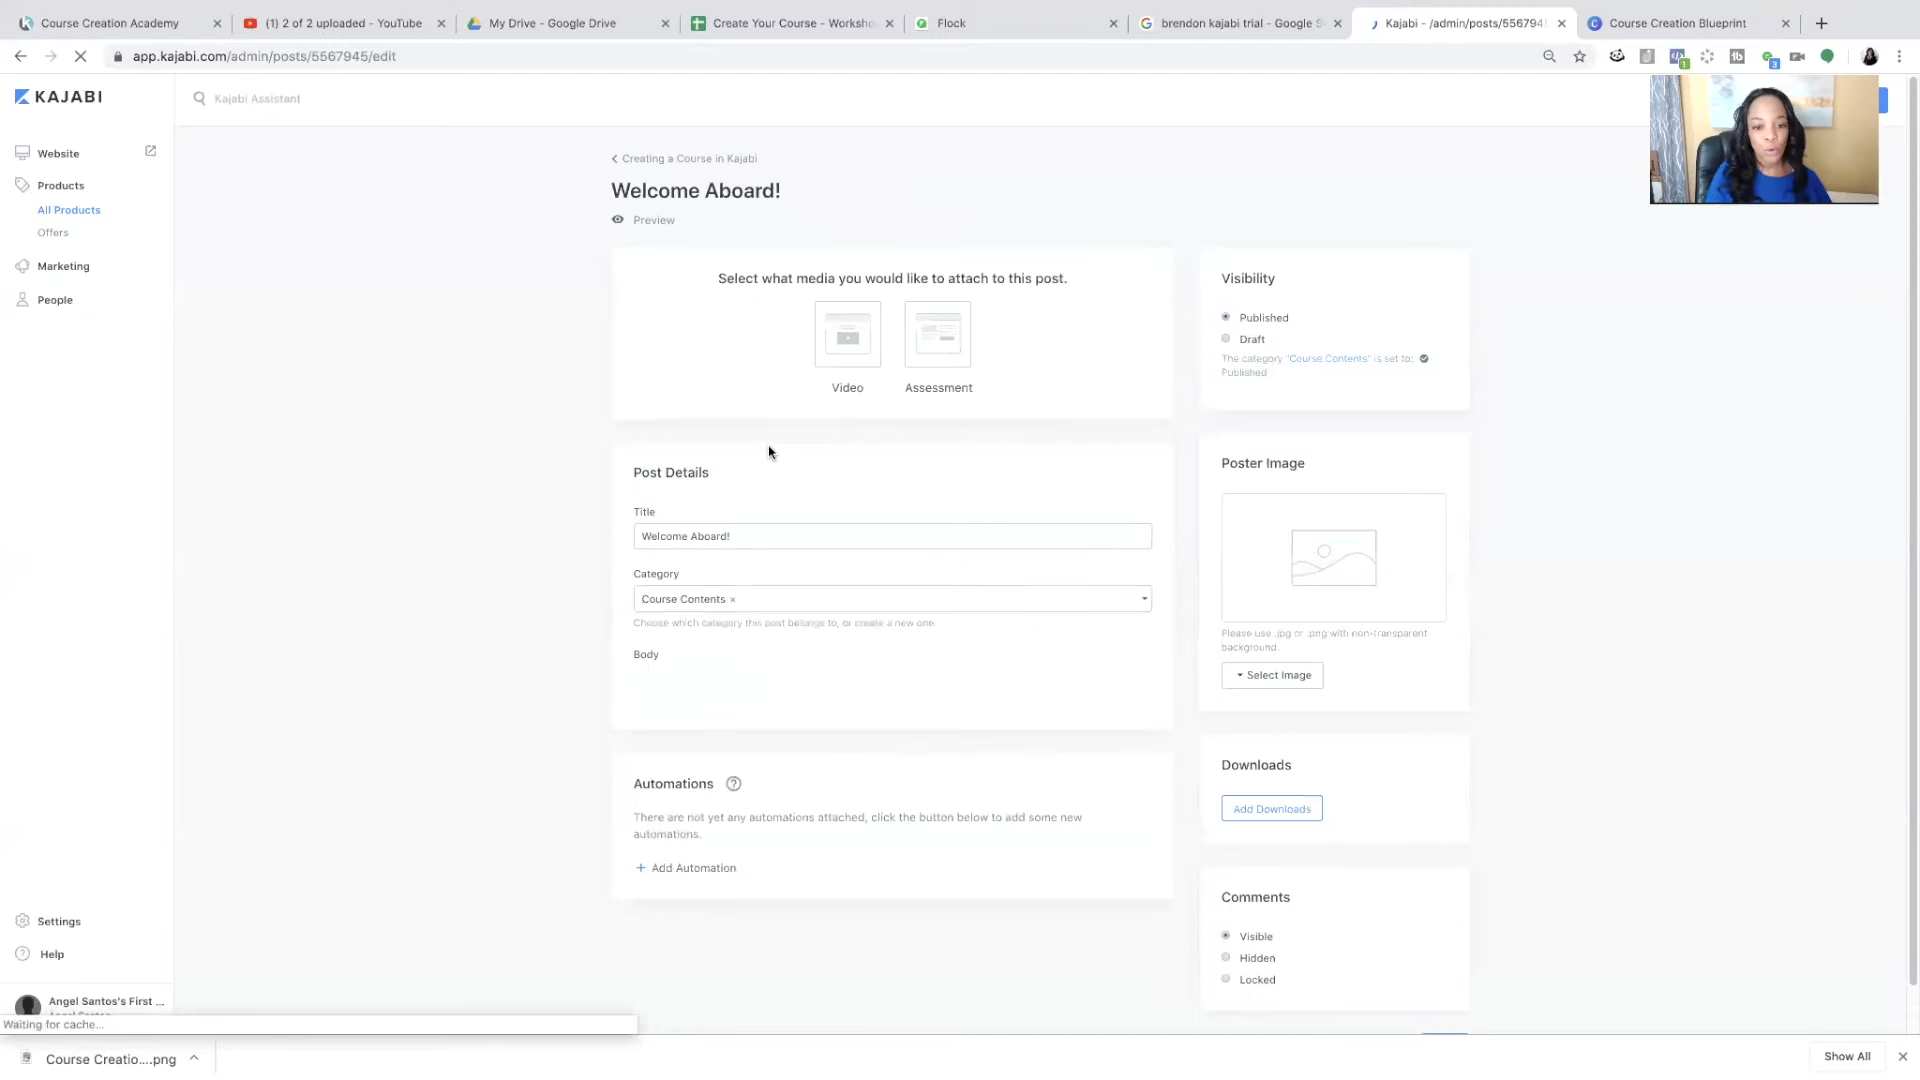 Course Creation Academy
(1) 2 of 2 uploaded - YouTube
My Drive - Google Drive
Create Your Course - Worksho
Flock
brendon kajabi trial - Google S
Kajabi - /admin/posts/556794
Course Creation Blueprint
app.kajabi.com/admin/posts/5567945/edit
KAJABI
Kajabi Assistant
Website
Products
All Products
Offers
Marketing
People
Settings
Help
Angel Santos's First ...
Waiting for cache...
Creating a Course in Kajabi
Welcome Aboard!
Preview
Select what media you would like to attach to this post.
Video
Assessment
Post Details
Title
Welcome Aboard!
Category
Course Contents ×
Choose which category this post belongs to, or create a new one.
Body
Automations ?
There are not yet any automations attached, click the button below to add some new
automations.
+ Add Automation
Visibility
Published
Draft
The category "Course Contents" is set to:
Published
Poster Image
Please use .jpg or .png with non-transparent
background.
Select Image
Downloads
Add Downloads
Comments
Visible
Hidden
Locked
Course Creatio....png
Show All